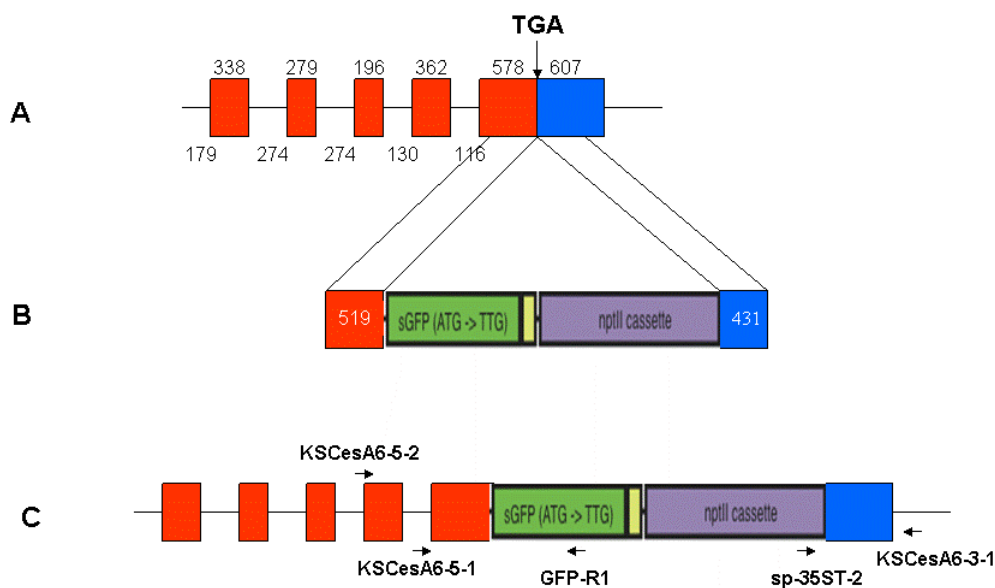 TGA
338 279 196 362 578 607
A
179 274 274 130 116
B
519 sGFP (ATG -> TTG) nptII cassette 431
KSCesA6-5-2
C
sGFP (ATG -> TTG) nptII cassette
KSCesA6-5-1 GFP-R1 sp-35ST-2 KSCesA6-3-1